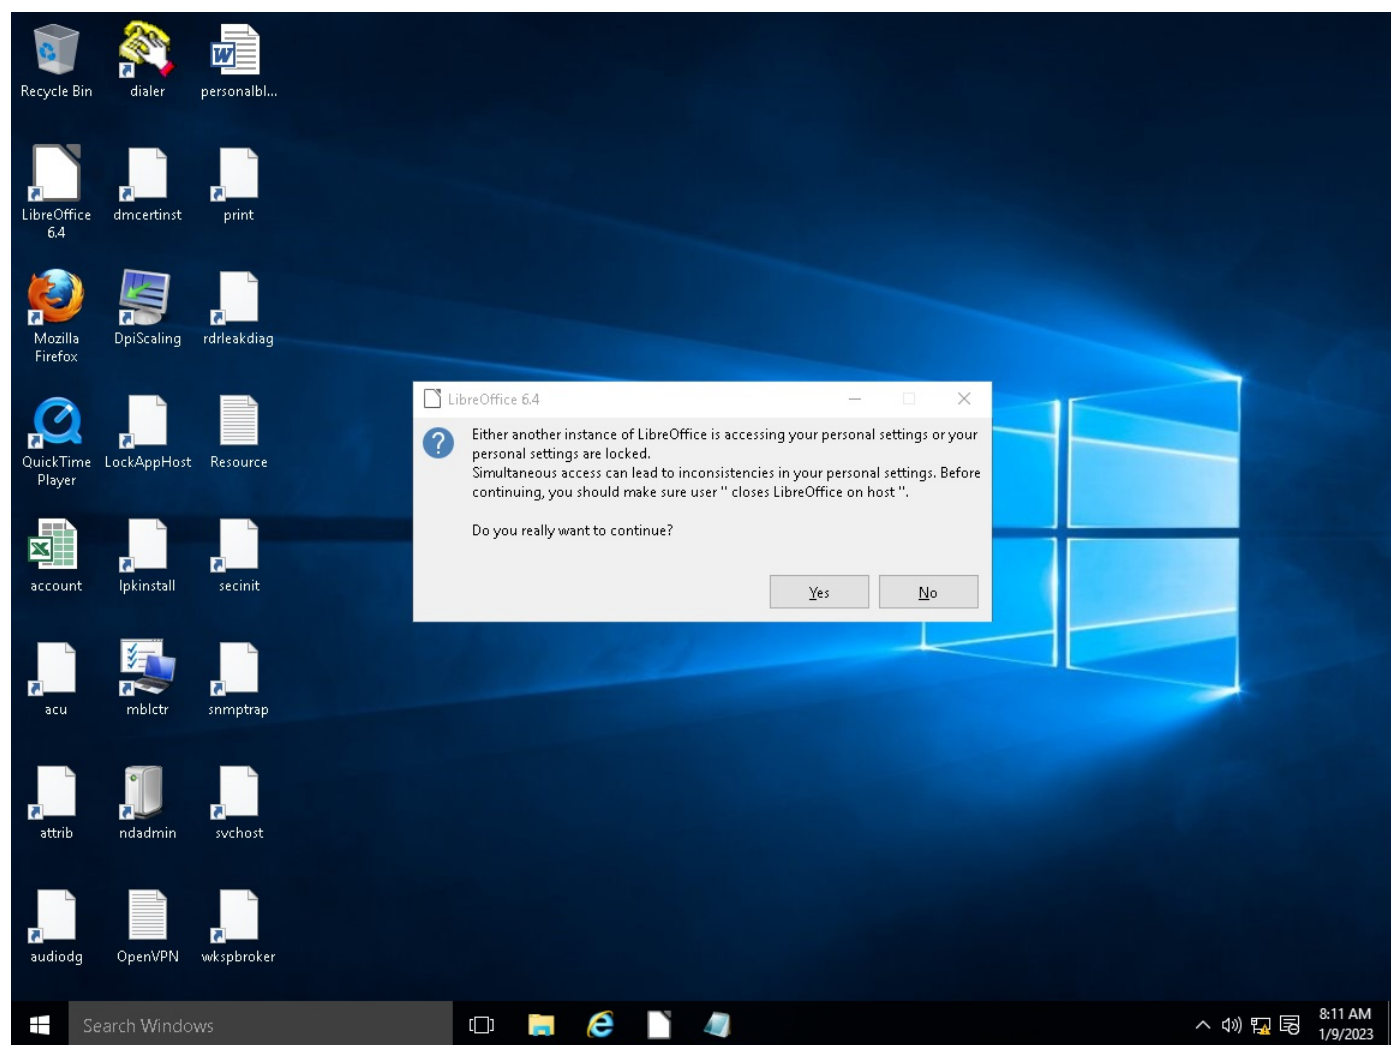 Recycle Bin
dialer
personalbl...
LibreOffice
6.4
dmcertinst
print
Mozilla
Firefox
DpiScaling
rdrleakdiag
QuickTime
Player
LockAppHost
Resource
account
lpkinstall
secinit
acu
mblctr
snmptrap
attrib
ndadmin
svchost
audiodg
OpenVPN
wkspbroker
LibreOffice 6.4
Either another instance of LibreOffice is accessing your personal settings or your
personal settings are locked.
Simultaneous access can lead to inconsistencies in your personal settings. Before
continuing, you should make sure user '' closes LibreOffice on host ''.
Do you really want to continue?
Yes
No
Search Windows
8:11 AM
1/9/2023